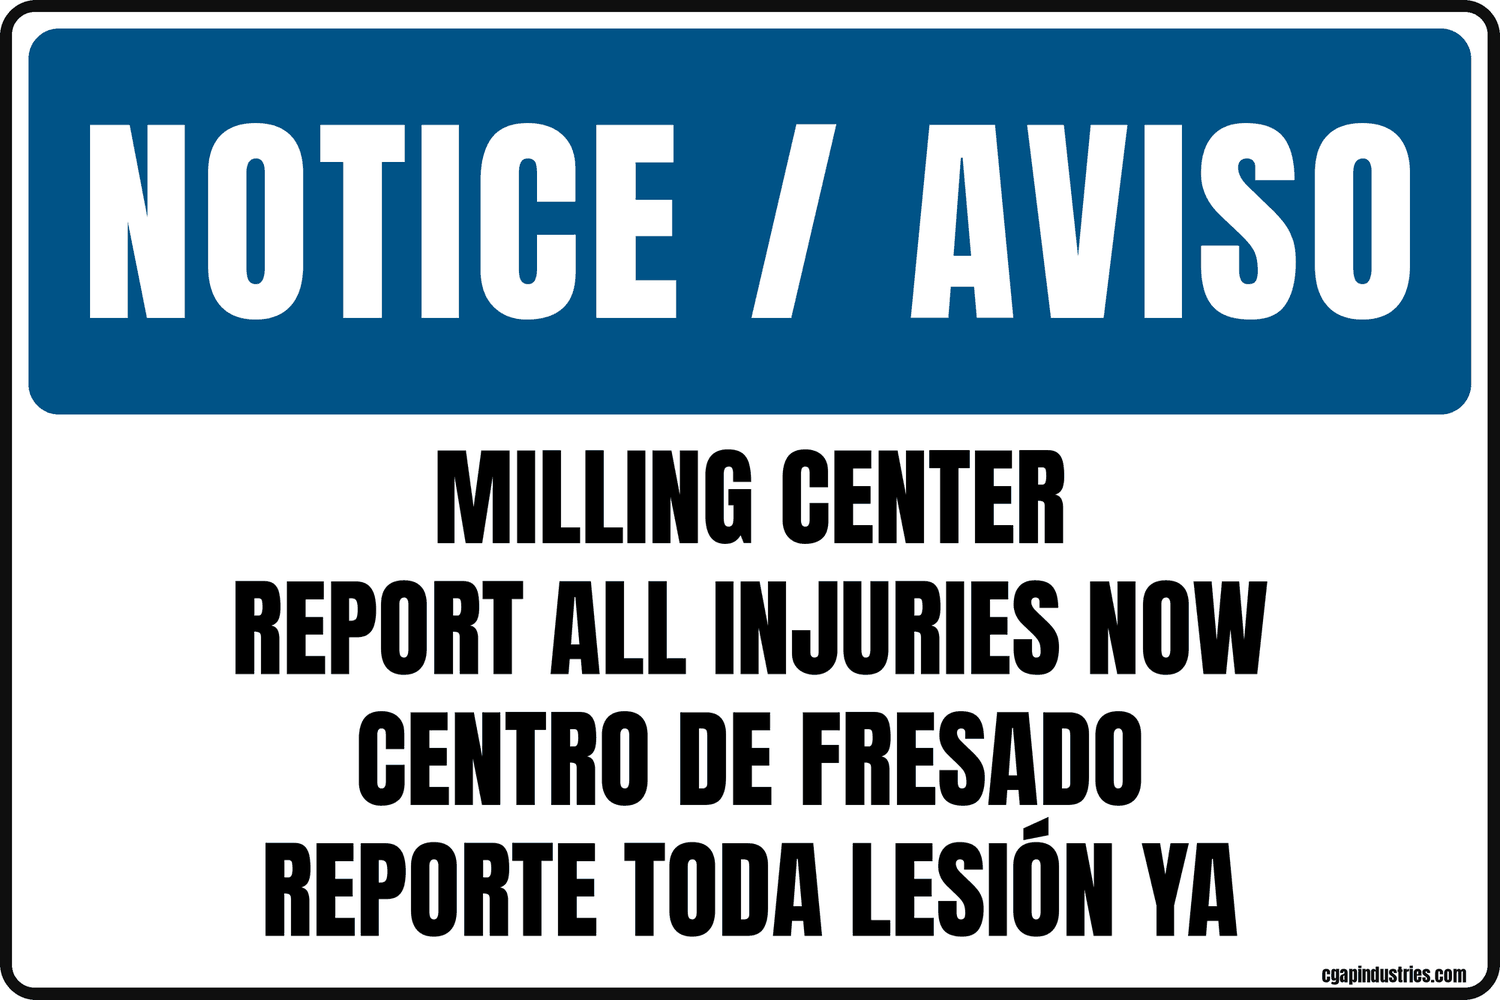 NOTICE / AVISO
MILLING CENTER
REPORT ALL INJURIES NOW
CENTRO DE FRESADO
REPORTE TODA LESIÓN YA
cgapindustries.com